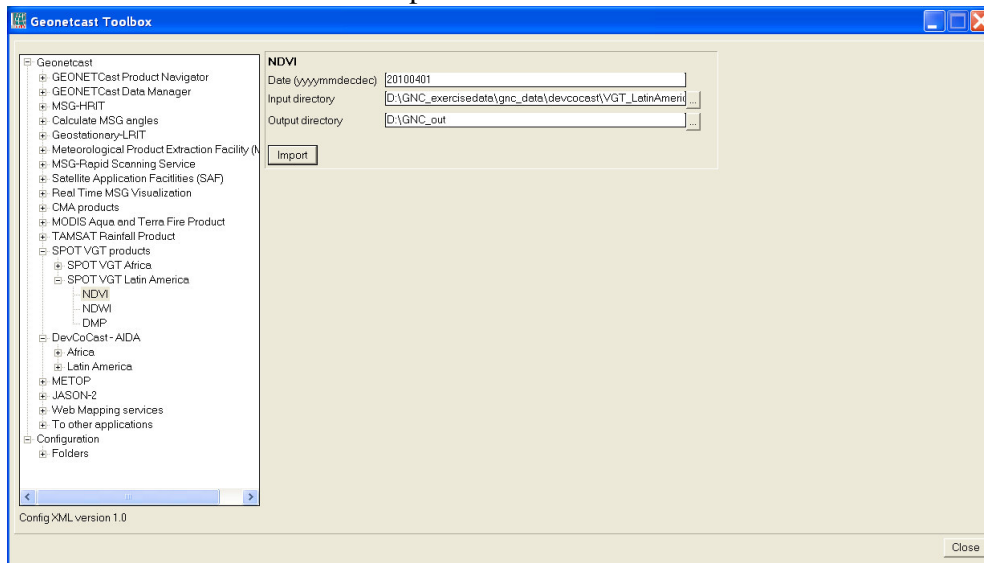 Geonetcast Toolbox
Geonetcast
GEONETCast Product Navigator
GEONETCast Data Manager
MSG-HRIT
Calculate MSG angles
Geostationary-LRIT
Meteorological Product Extraction Facility (M
MSG-Rapid Scanning Service
Satellite Application Facitlities (SAF)
Real Time MSG Visualization
CMA products
MODIS Aqua and Terra Fire Product
TAMSAT Rainfall Product
SPOT VGT products
SPOT VGT Africa
SPOT VGT Latin America
NDVI
NDWI
DMP
DevCoCast - AIDA
Africa
Latin America
METOP
JASON-2
Web Mapping services
To other applications
Configuration
Folders
Config XML version 1.0
NDVI
Date (yyyymmdecdec) 20100401
Input directory D:\GNC_exercisedata\gnc_data\devcocast\VGT_LatinAmeric ...
Output directory D:\GNC_out ...
Import
Close